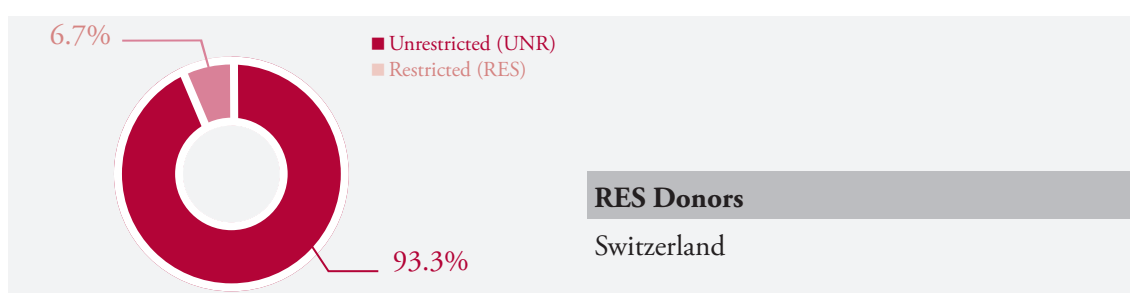 6.7%
Unrestricted (UNR)
Restricted (RES)
93.3%
RES Donors
Switzerland